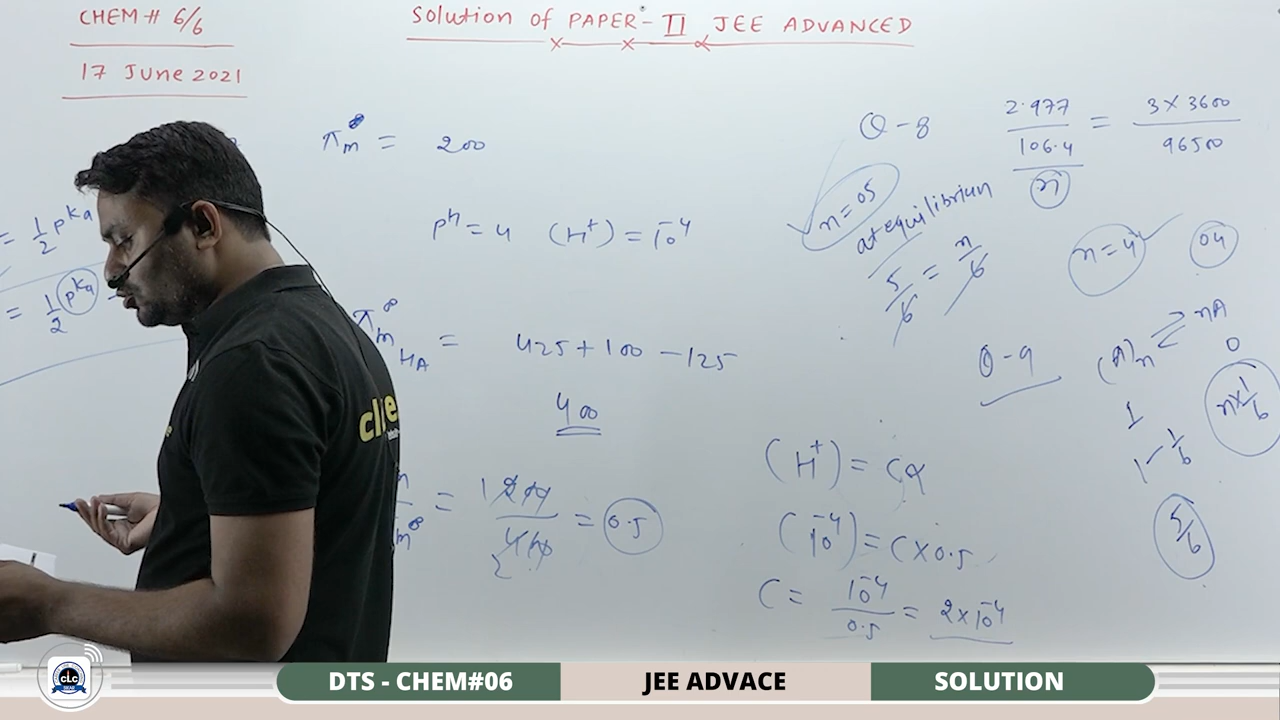 CHEM # 6/6
17 June 2021
Solution of PAPER-II JEE ADVANCED
= 1/2 pKa
= 1/2 pKa
π∞m = 200
pH = 4 (H+) = 10^-4
π∞m HA = 425 + 100 - 125
400
= 200/400 = 0.5
Q-8
2.977/(106.4/n) = 3 × 3600/96500
n = 05
at equilibrium
5/6 = n/6
n = 4
04
Q-9
(A)n ⇌ nA
1 0
1 - 1/6 n × 1/6
5/6
(H+) = Cα
(10^-4) = C × 0.5
C = 10^-4/0.5 = 2 × 10^-4
cLc
DTS - CHEM#06
JEE ADVACE
SOLUTION